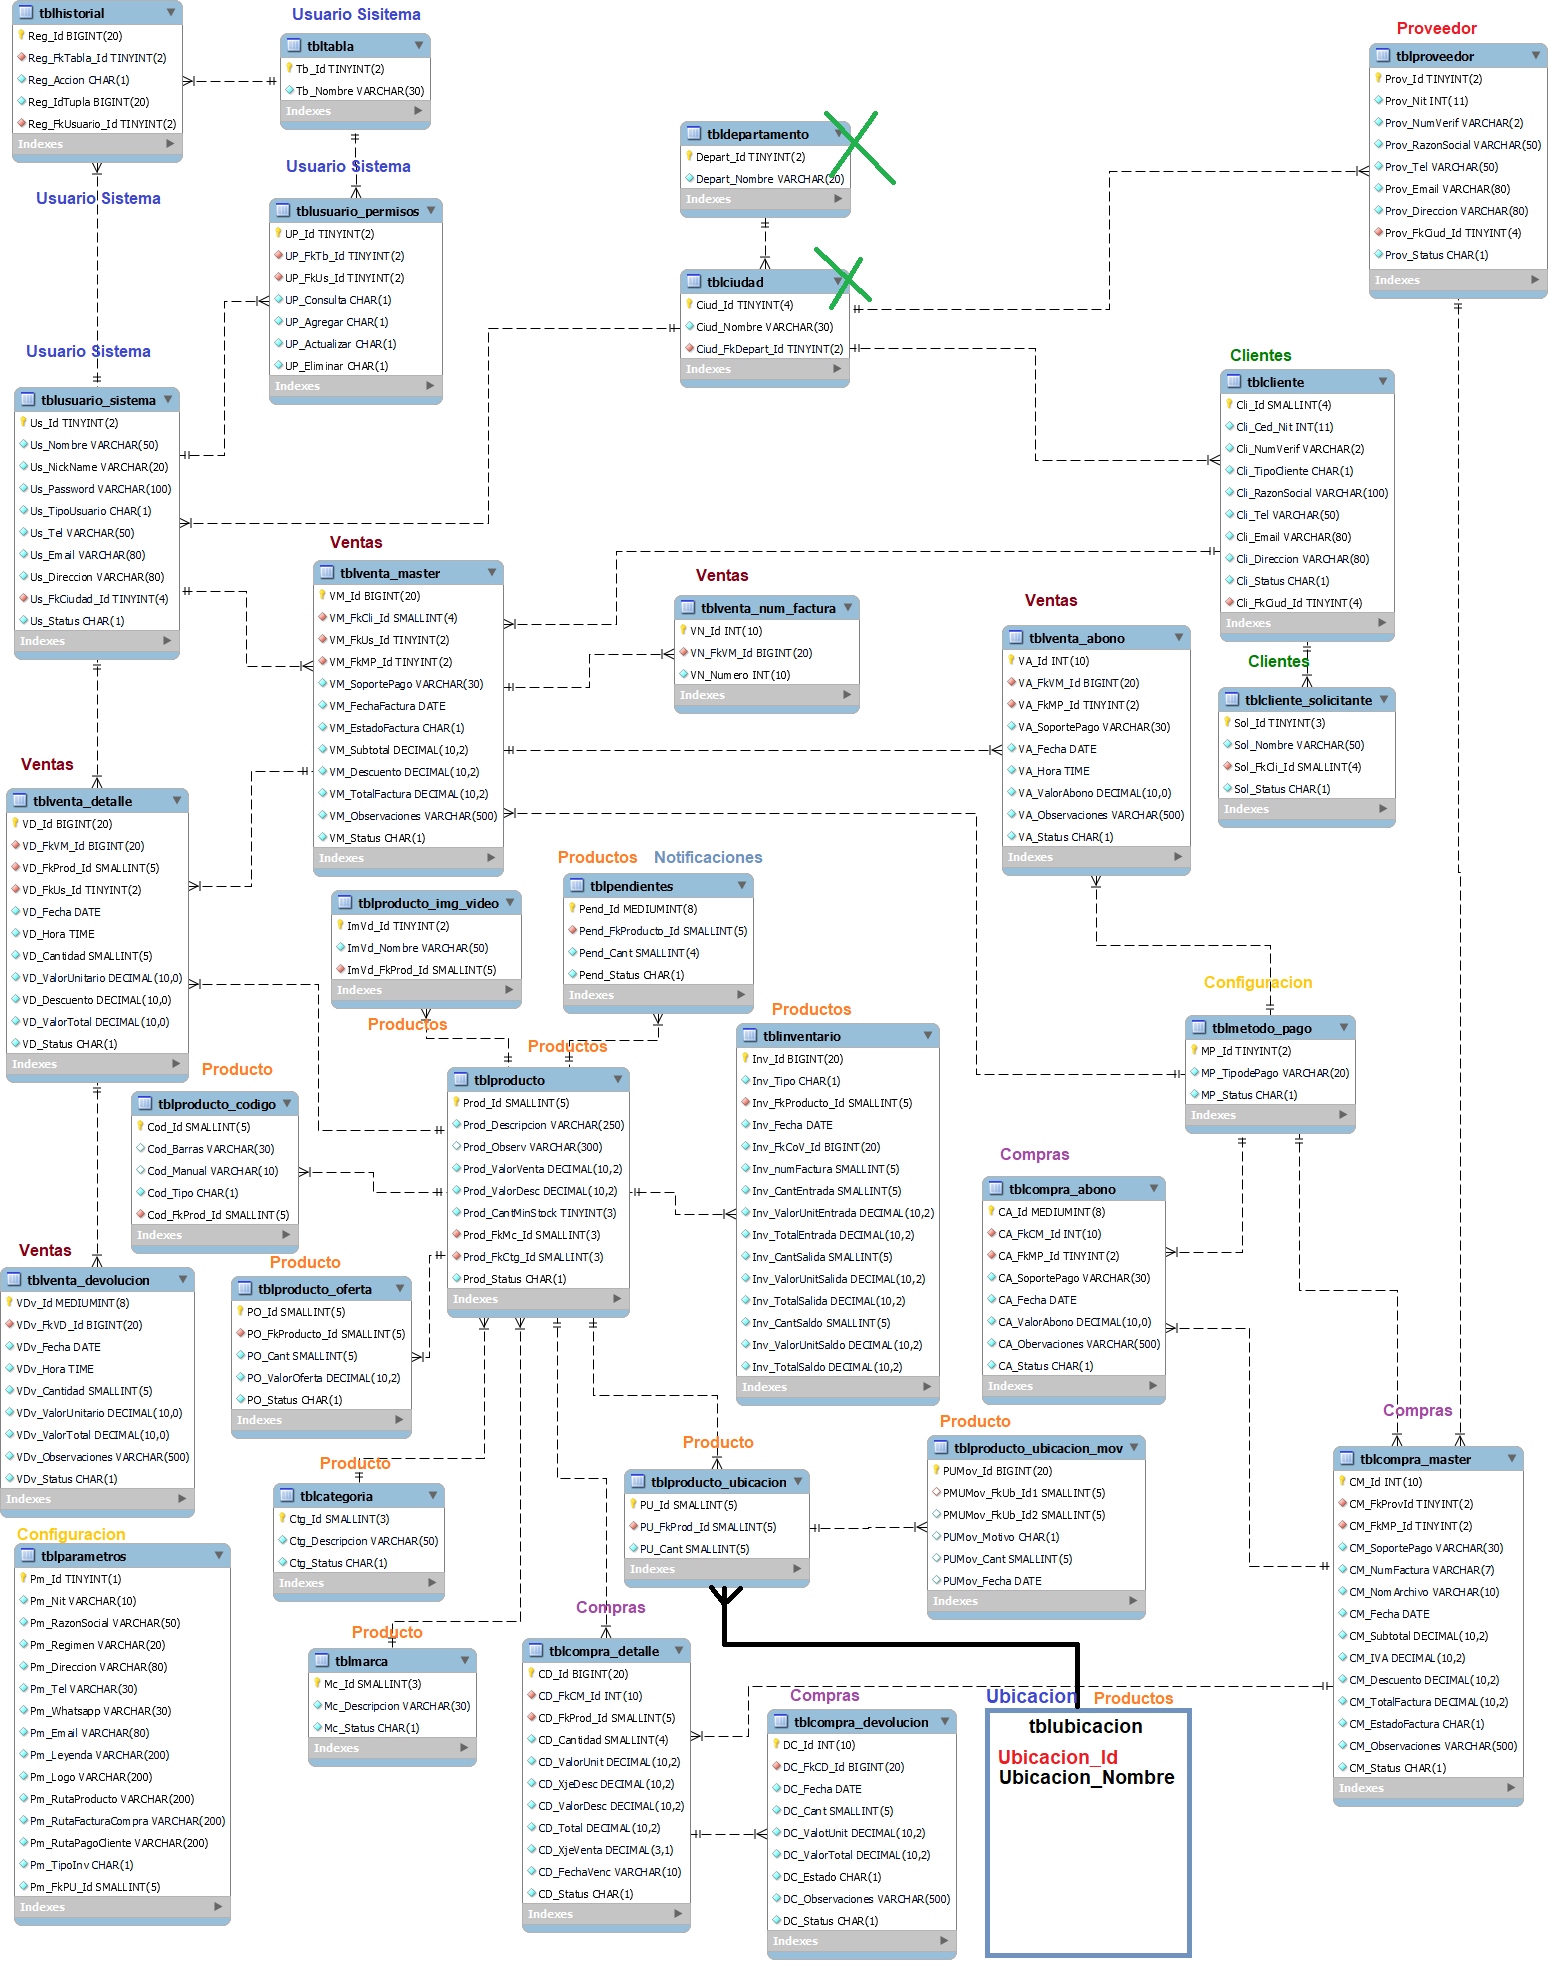 tblhistorial
Reg_Id BIGINT(20)
Reg_FkTabla_Id TINYINT(2)
Reg_Accion CHAR(1)
Reg_IdTupla BIGINT(20)
Reg_FkUsuario_Id TINYINT(2)
Indexes
Usuario Sisitema
tbltabla
Tb_Id TINYINT(2)
Tb_Nombre VARCHAR(30)
Indexes
Usuario Sistema
tblusuario_permisos
UP_Id TINYINT(2)
UP_FkTb_Id TINYINT(2)
UP_FkUs_Id TINYINT(2)
UP_Consulta CHAR(1)
UP_Agregar CHAR(1)
UP_Actualizar CHAR(1)
UP_Eliminar CHAR(1)
Indexes
Usuario Sistema
tbldepartamento
Depart_Id TINYINT(2)
Depart_Nombre VARCHAR(20)
Indexes
tblciudad
Ciud_Id TINYINT(4)
Ciud_Nombre VARCHAR(30)
Ciud_FkDepart_Id TINYINT(2)
Indexes
Proveedor
tblproveedor
Prov_Id TINYINT(2)
Prov_Nit INT(11)
Prov_NumVerif VARCHAR(2)
Prov_RazonSocial VARCHAR(50)
Prov_Tel VARCHAR(50)
Prov_Email VARCHAR(80)
Prov_Direccion VARCHAR(80)
Prov_FkCiud_Id TINYINT(4)
Prov_Status CHAR(1)
Indexes
Usuario Sistema
tblusuario_sistema
Us_Id TINYINT(2)
Us_Nombre VARCHAR(50)
Us_NickName VARCHAR(20)
Us_Password VARCHAR(100)
Us_TipoUsuario CHAR(1)
Us_Tel VARCHAR(50)
Us_Email VARCHAR(80)
Us_Direccion VARCHAR(80)
Us_FkCiudad_Id TINYINT(4)
Us_Status CHAR(1)
Indexes
Clientes
tblcliente
Cli_Id SMALLINT(4)
Cli_Ced_Nit INT(11)
Cli_NumVerif VARCHAR(2)
Cli_TipoCliente CHAR(1)
Cli_RazonSocial VARCHAR(100)
Cli_Tel VARCHAR(50)
Cli_Email VARCHAR(80)
Cli_Direccion VARCHAR(80)
Cli_Status CHAR(1)
Cli_FkCiud_Id TINYINT(4)
Indexes
Ventas
tblventa_master
VM_Id BIGINT(20)
VM_FkCli_Id SMALLINT(4)
VM_FkUs_Id TINYINT(2)
VM_FkMP_Id TINYINT(2)
VM_SoportePago VARCHAR(30)
VM_FechaFactura DATE
VM_EstadoFactura CHAR(1)
VM_Subtotal DECIMAL(10,2)
VM_Descuento DECIMAL(10,2)
VM_TotalFactura DECIMAL(10,2)
VM_Observaciones VARCHAR(500)
VM_Status CHAR(1)
Indexes
Ventas
tblventa_num_factura
VN_Id INT(10)
VN_FkVM_Id BIGINT(20)
VN_Numero INT(10)
Indexes
Ventas
tblventa_abono
VA_Id INT(10)
VA_FkVM_Id BIGINT(20)
VA_FkMP_Id TINYINT(2)
VA_SoportePago VARCHAR(30)
VA_Fecha DATE
VA_Hora TIME
VA_ValorAbono DECIMAL(10,0)
VA_Observaciones VARCHAR(500)
VA_Status CHAR(1)
Indexes
Clientes
tblcliente_solicitante
Sol_Id TINYINT(3)
Sol_Nombre VARCHAR(50)
Sol_FkCli_Id SMALLINT(4)
Sol_Status CHAR(1)
Indexes
Ventas
tblventa_detalle
VD_Id BIGINT(20)
VD_FkVM_Id BIGINT(20)
VD_FkProd_Id SMALLINT(5)
VD_FkUs_Id TINYINT(2)
VD_Fecha DATE
VD_Hora TIME
VD_Cantidad SMALLINT(5)
VD_ValorUnitario DECIMAL(10,0)
VD_Descuento DECIMAL(10,0)
VD_ValorTotal DECIMAL(10,0)
VD_Status CHAR(1)
Indexes
tblproducto_img_video
ImVd_Id TINYINT(2)
ImVd_Nombre VARCHAR(50)
ImVd_FkProd_Id SMALLINT(5)
Indexes
Productos
Productos Notificaciones
tblpendientes
Pend_Id MEDIUMINT(8)
Pend_FkProducto_Id SMALLINT(5)
Pend_Cant SMALLINT(4)
Pend_Status CHAR(1)
Indexes
Productos
tblinventario
Inv_Id BIGINT(20)
Inv_Tipo CHAR(1)
Inv_FkProducto_Id SMALLINT(5)
Inv_Fecha DATE
Inv_FkCoV_Id BIGINT(20)
Inv_numFactura SMALLINT(5)
Inv_CantEntrada SMALLINT(5)
Inv_ValorUnitEntrada DECIMAL(10,2)
Inv_TotalEntrada DECIMAL(10,2)
Inv_CantSalida SMALLINT(5)
Inv_ValorUnitSalida DECIMAL(10,2)
Inv_TotalSalida DECIMAL(10,2)
Inv_CantSaldo SMALLINT(5)
Inv_ValorUnitSaldo DECIMAL(10,2)
Inv_TotalSaldo DECIMAL(10,2)
Indexes
Configuracion
tblmetodo_pago
MP_Id TINYINT(2)
MP_TipodePago VARCHAR(20)
MP_Status CHAR(1)
Indexes
Producto
tblproducto_codigo
Cod_Id SMALLINT(5)
Cod_Barras VARCHAR(30)
Cod_Manual VARCHAR(10)
Cod_Tipo CHAR(1)
Cod_FkProd_Id SMALLINT(5)
Indexes
Productos
tblproducto
Prod_Id SMALLINT(5)
Prod_Descripcion VARCHAR(250)
Prod_Observ VARCHAR(300)
Prod_ValorVenta DECIMAL(10,2)
Prod_ValorDesc DECIMAL(10,2)
Prod_CantMinStock TINYINT(3)
Prod_FkMc_Id SMALLINT(3)
Prod_FkCtg_Id SMALLINT(3)
Prod_Status CHAR(1)
Indexes
Compras
tblcompra_abono
CA_Id MEDIUMINT(8)
CA_FkCM_Id INT(10)
CA_FkMP_Id TINYINT(2)
CA_SoportePago VARCHAR(30)
CA_Fecha DATE
CA_ValorAbono DECIMAL(10,0)
CA_Obervaciones VARCHAR(500)
CA_Status CHAR(1)
Indexes
Ventas
tblventa_devolucion
VDv_Id MEDIUMINT(8)
VDv_FkVD_Id BIGINT(20)
VDv_Fecha DATE
VDv_Hora TIME
VDv_Cantidad SMALLINT(5)
VDv_ValorUnitario DECIMAL(10,0)
VDv_ValorTotal DECIMAL(10,0)
VDv_Observaciones VARCHAR(500)
VDv_Status CHAR(1)
Indexes
Producto
tblproducto_oferta
PO_Id SMALLINT(5)
PO_FkProducto_Id SMALLINT(5)
PO_Cant SMALLINT(5)
PO_ValorOferta DECIMAL(10,2)
PO_Status CHAR(1)
Indexes
Producto
tblcategoria
Ctg_Id SMALLINT(3)
Ctg_Descripcion VARCHAR(50)
Ctg_Status CHAR(1)
Indexes
Producto
tblproducto_ubicacion
PU_Id SMALLINT(5)
PU_FkProd_Id SMALLINT(5)
PU_Cant SMALLINT(5)
Indexes
Producto
tblproducto_ubicacion_mov
PUMov_Id BIGINT(20)
PMUMov_FkUb_Id1 SMALLINT(5)
PMUMov_FkUb_Id2 SMALLINT(5)
PUMov_Motivo CHAR(1)
PUMov_Cant SMALLINT(5)
PUMov_Fecha DATE
Indexes
Compras
tblcompra_master
CM_Id INT(10)
CM_FkProvId TINYINT(2)
CM_FkMP_Id TINYINT(2)
CM_SoportePago VARCHAR(30)
CM_NumFactura VARCHAR(7)
CM_NomArchivo VARCHAR(10)
CM_Fecha DATE
CM_Subtotal DECIMAL(10,2)
CM_IVA DECIMAL(10,2)
CM_Descuento DECIMAL(10,2)
CM_TotalFactura DECIMAL(10,2)
CM_EstadoFactura CHAR(1)
CM_Observaciones VARCHAR(500)
CM_Status CHAR(1)
Indexes
Configuracion
tblparametros
Pm_Id TINYINT(1)
Pm_Nit VARCHAR(10)
Pm_RazonSocial VARCHAR(50)
Pm_Regimen VARCHAR(20)
Pm_Direccion VARCHAR(80)
Pm_Tel VARCHAR(30)
Pm_Whatsapp VARCHAR(30)
Pm_Email VARCHAR(80)
Pm_Leyenda VARCHAR(200)
Pm_Logo VARCHAR(200)
Pm_RutaProducto VARCHAR(200)
Pm_RutaFacturaCompra VARCHAR(200)
Pm_RutaPagoCliente VARCHAR(200)
Pm_TipoInv CHAR(1)
Pm_FkPU_Id SMALLINT(5)
Indexes
Producto
tblmarca
Mc_Id SMALLINT(3)
Mc_Descripcion VARCHAR(30)
Mc_Status CHAR(1)
Indexes
Compras
tblcompra_detalle
CD_Id BIGINT(20)
CD_FkCM_Id INT(10)
CD_FkProd_Id SMALLINT(5)
CD_Cantidad SMALLINT(4)
CD_ValorUnit DECIMAL(10,2)
CD_XjeDesc DECIMAL(10,2)
CD_ValorDesc DECIMAL(10,2)
CD_Total DECIMAL(10,2)
CD_XjeVenta DECIMAL(3,1)
CD_FechaVenc VARCHAR(10)
CD_Status CHAR(1)
Indexes
Compras
tblcompra_devolucion
DC_Id INT(10)
DC_FkCD_Id BIGINT(20)
DC_Fecha DATE
DC_Cant SMALLINT(5)
DC_ValotUnit DECIMAL(10,2)
DC_ValorTotal DECIMAL(10,2)
DC_Estado CHAR(1)
DC_Observaciones VARCHAR(500)
DC_Status CHAR(1)
Indexes
Ubicacion Productos
tblubicacion
Ubicacion_Id
Ubicacion_Nombre